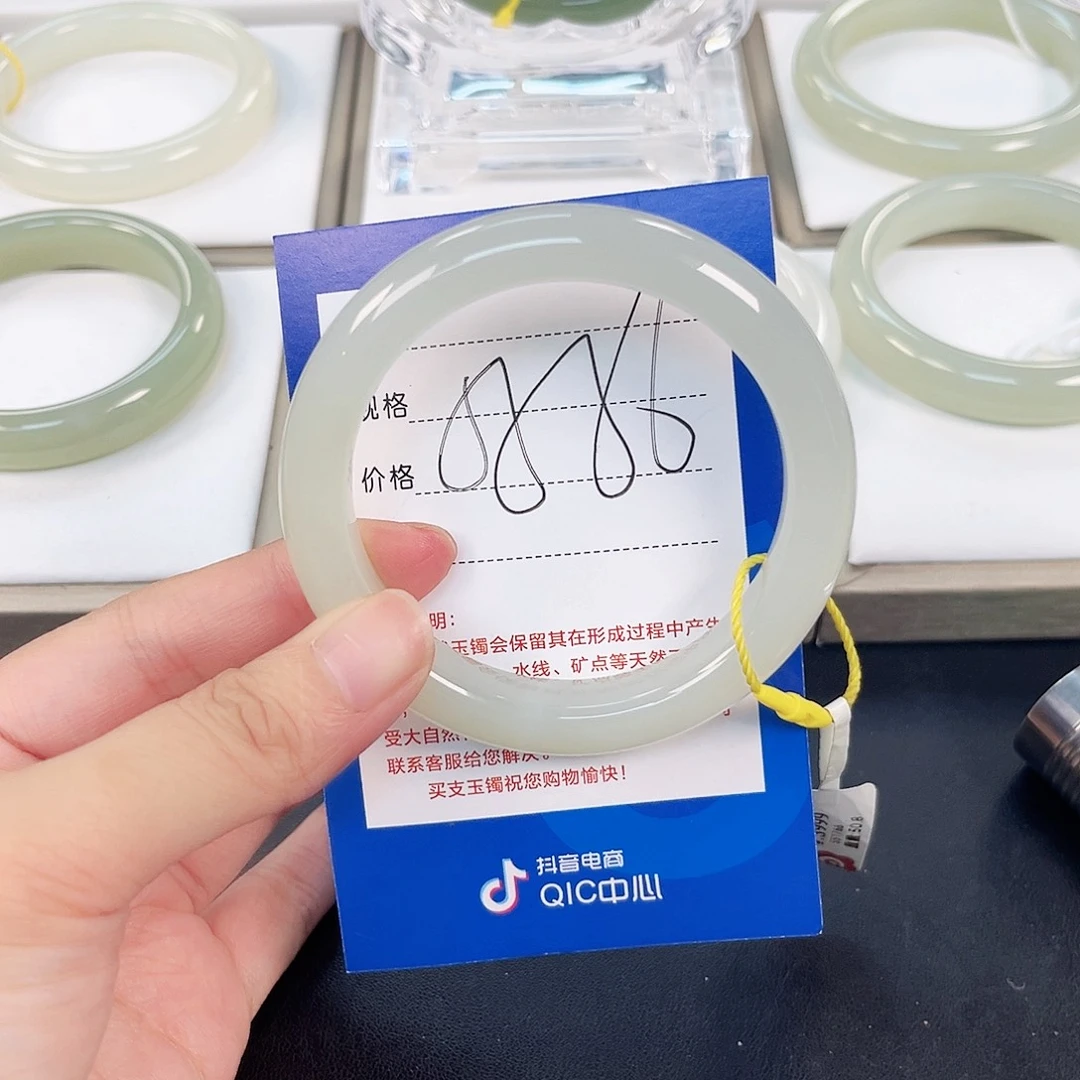 格
价格 8886
明:
玉镯会保留其在形成过程中产生
水线、矿点等天然
受大自然
联系客服给您解决。
买支玉镯祝您购物愉快!
抖音电商
QIC中心